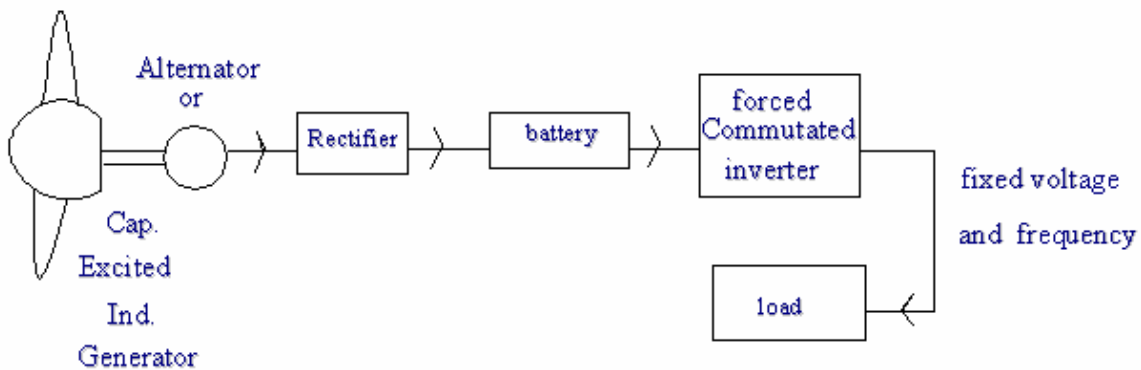 Alternator
or
Cap.
Excited
Ind.
Generator
Rectifier
battery
forced
Commutated
inverter
fixed voltage
and frequency
load